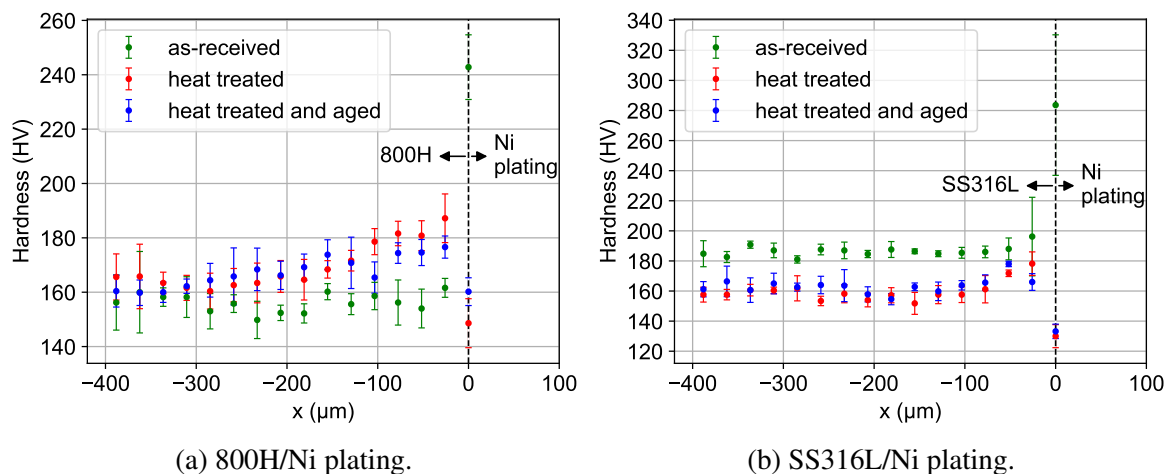 260
240
220
200
180
160
140
Hardness (HV)
as-received
heat treated
heat treated and aged
800H
Ni
plating
−400
−300
−200
−100
0
100
x (μm)
(a) 800H/Ni plating.
340
320
300
280
260
240
220
200
180
160
140
120
Hardness (HV)
as-received
heat treated
heat treated and aged
SS316L
Ni
plating
−400
−300
−200
−100
0
100
x (μm)
(b) SS316L/Ni plating.